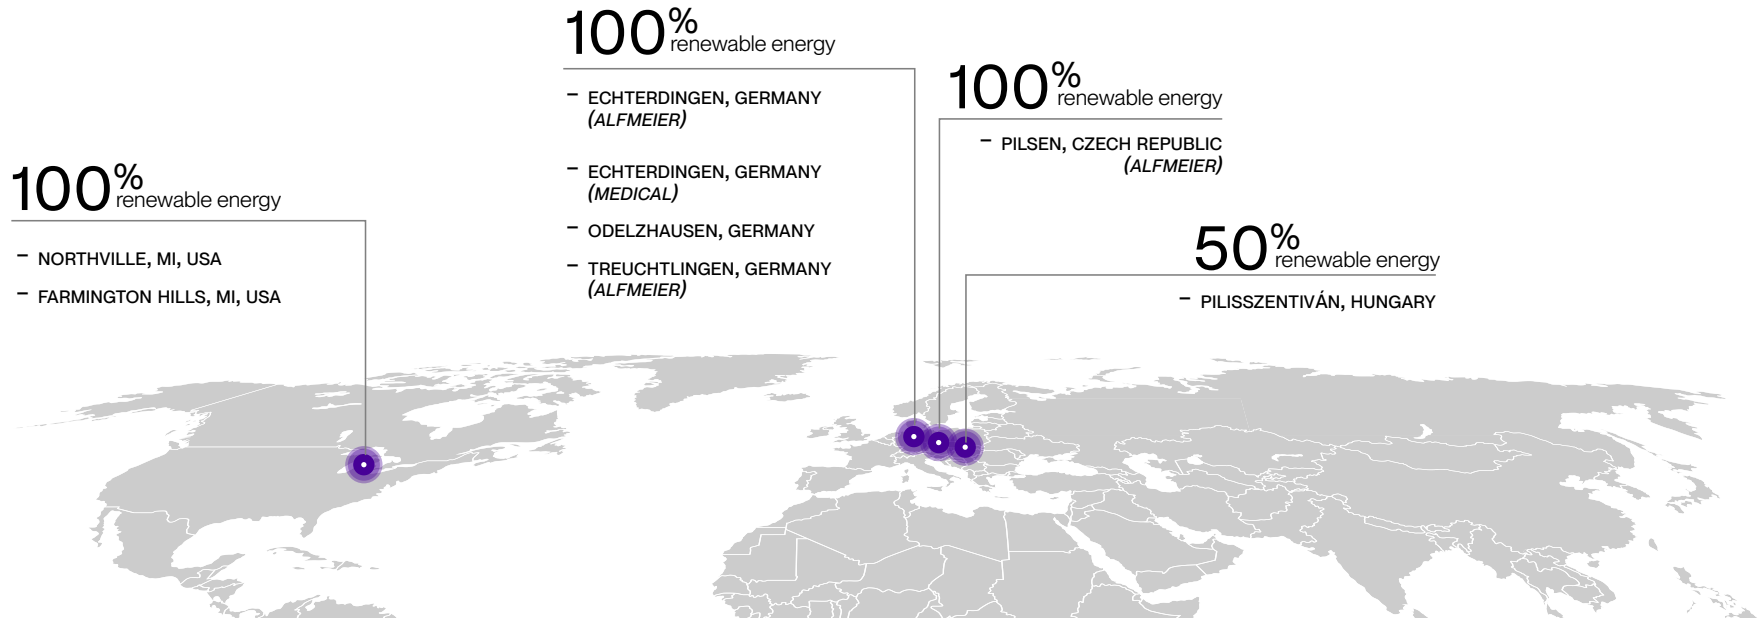 100%
renewable energy
– NORTHVILLE, MI, USA
– FARMINGTON HILLS, MI, USA
100%
renewable energy
– ECHTERDINGEN, GERMANY
(ALFMEIER)
– ECHTERDINGEN, GERMANY
(MEDICAL)
– ODELZHAUSEN, GERMANY
– TREUCHTLINGEN, GERMANY
(ALFMEIER)
100%
renewable energy
– PILSEN, CZECH REPUBLIC
(ALFMEIER)
50%
renewable energy
– PILISSZENTIVÁN, HUNGARY